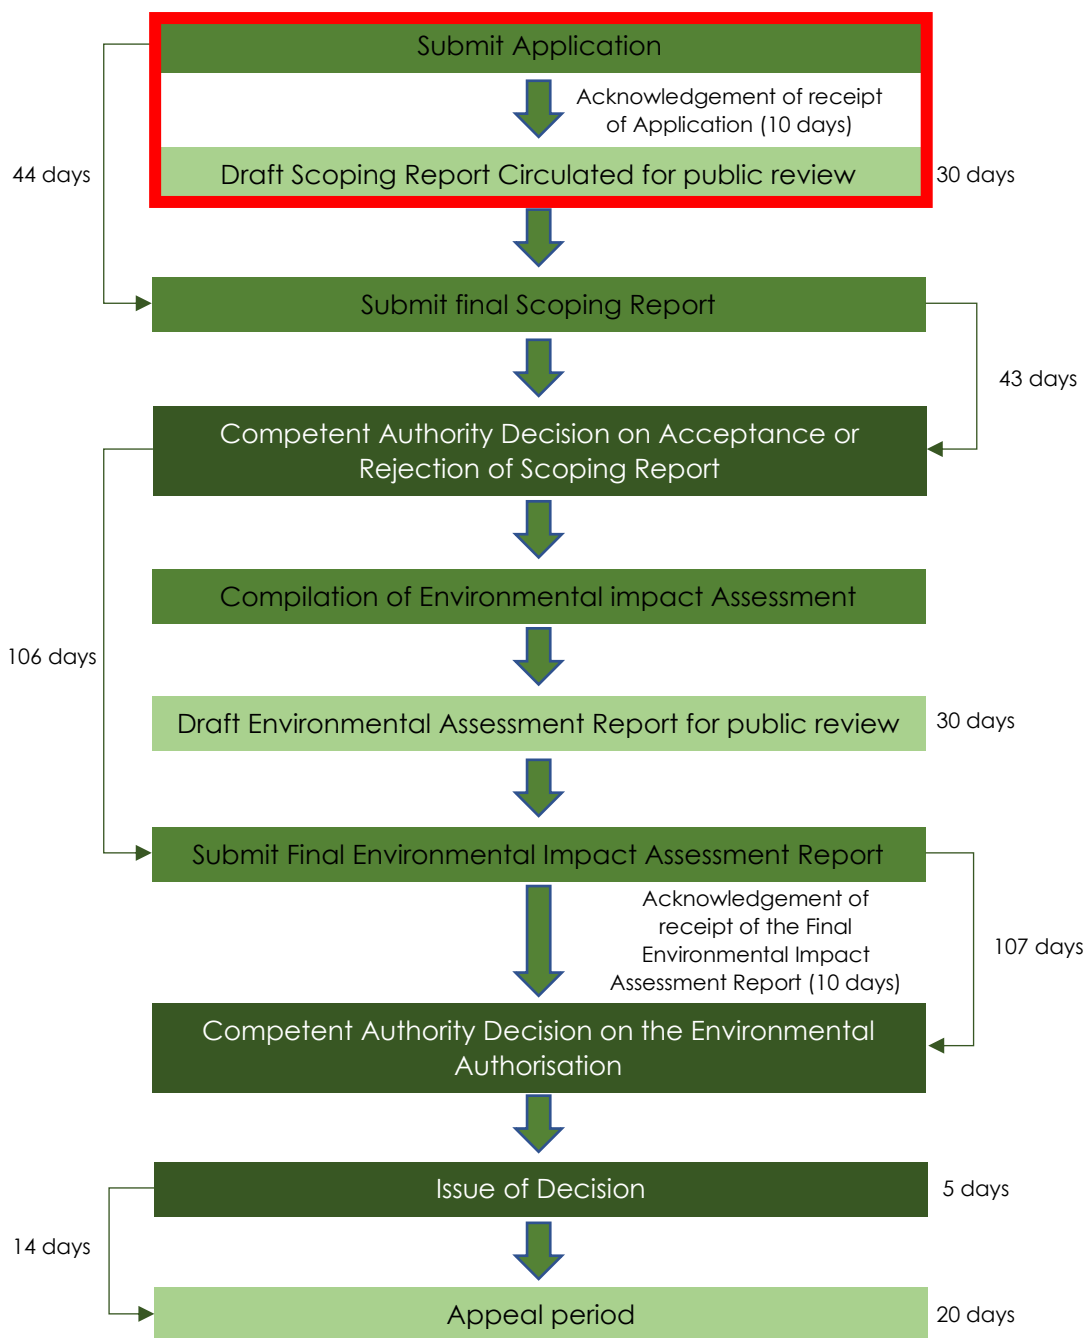 Submit Application
Acknowledgement of receipt
of Application (10 days)
44 days
Draft Scoping Report Circulated for public review
30 days
Submit final Scoping Report
43 days
Competent Authority Decision on Acceptance or
Rejection of Scoping Report
Compilation of Environmental impact Assessment
106 days
Draft Environmental Assessment Report for public review
30 days
Submit Final Environmental Impact Assessment Report
Acknowledgement of
receipt of the Final
Environmental Impact
Assessment Report (10 days)
107 days
Competent Authority Decision on the Environmental
Authorisation
Issue of Decision
5 days
14 days
Appeal period
20 days